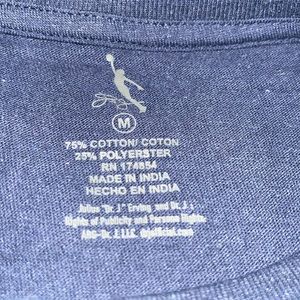 M
75% COTTON/ COTON
25% POLYERSTER
RN 174854
MADE IN INDIA
HECHO EN INDIA
Julius "Dr. J" Erving and Dr. J's
Rights of Publicity and Persona Rights:
ABG-Dr. J, LLC. drjofficial.com